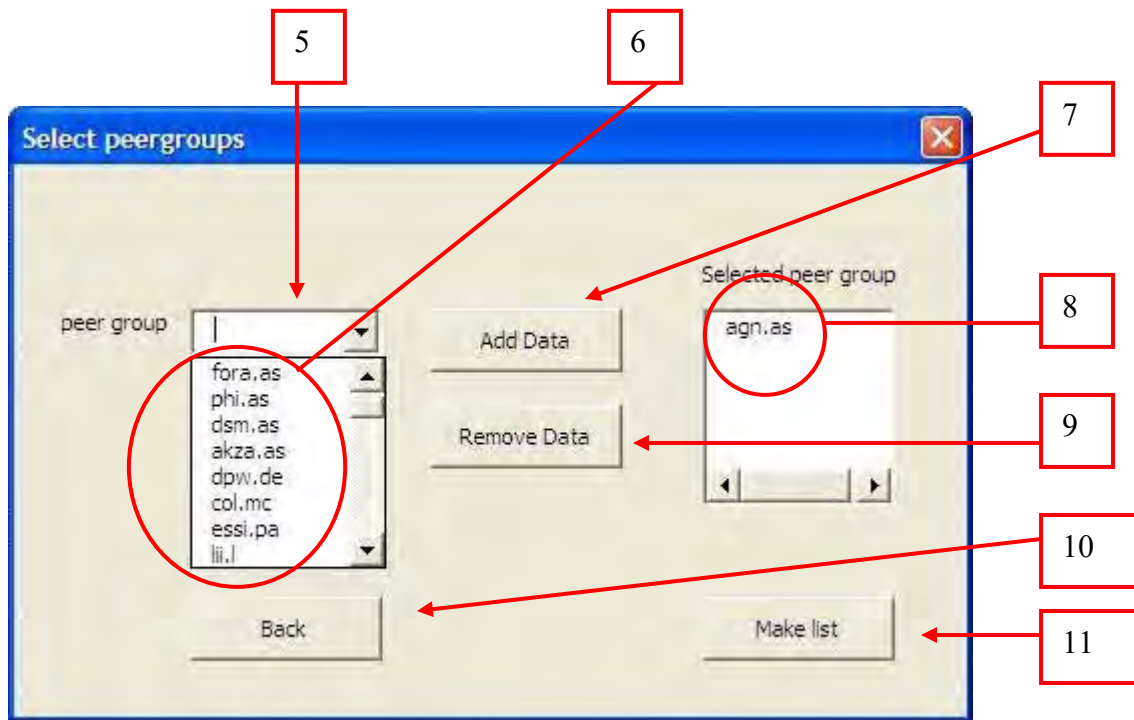 5
6
7
Select peergroups
Selected peer group
8
peer group
Add Data
agn.as
fora.as
phi.as
dsm.as
akza.as
dpw.de
col.mc
essi.pa
lii.l
Remove Data
9
10
Back
Make list
11